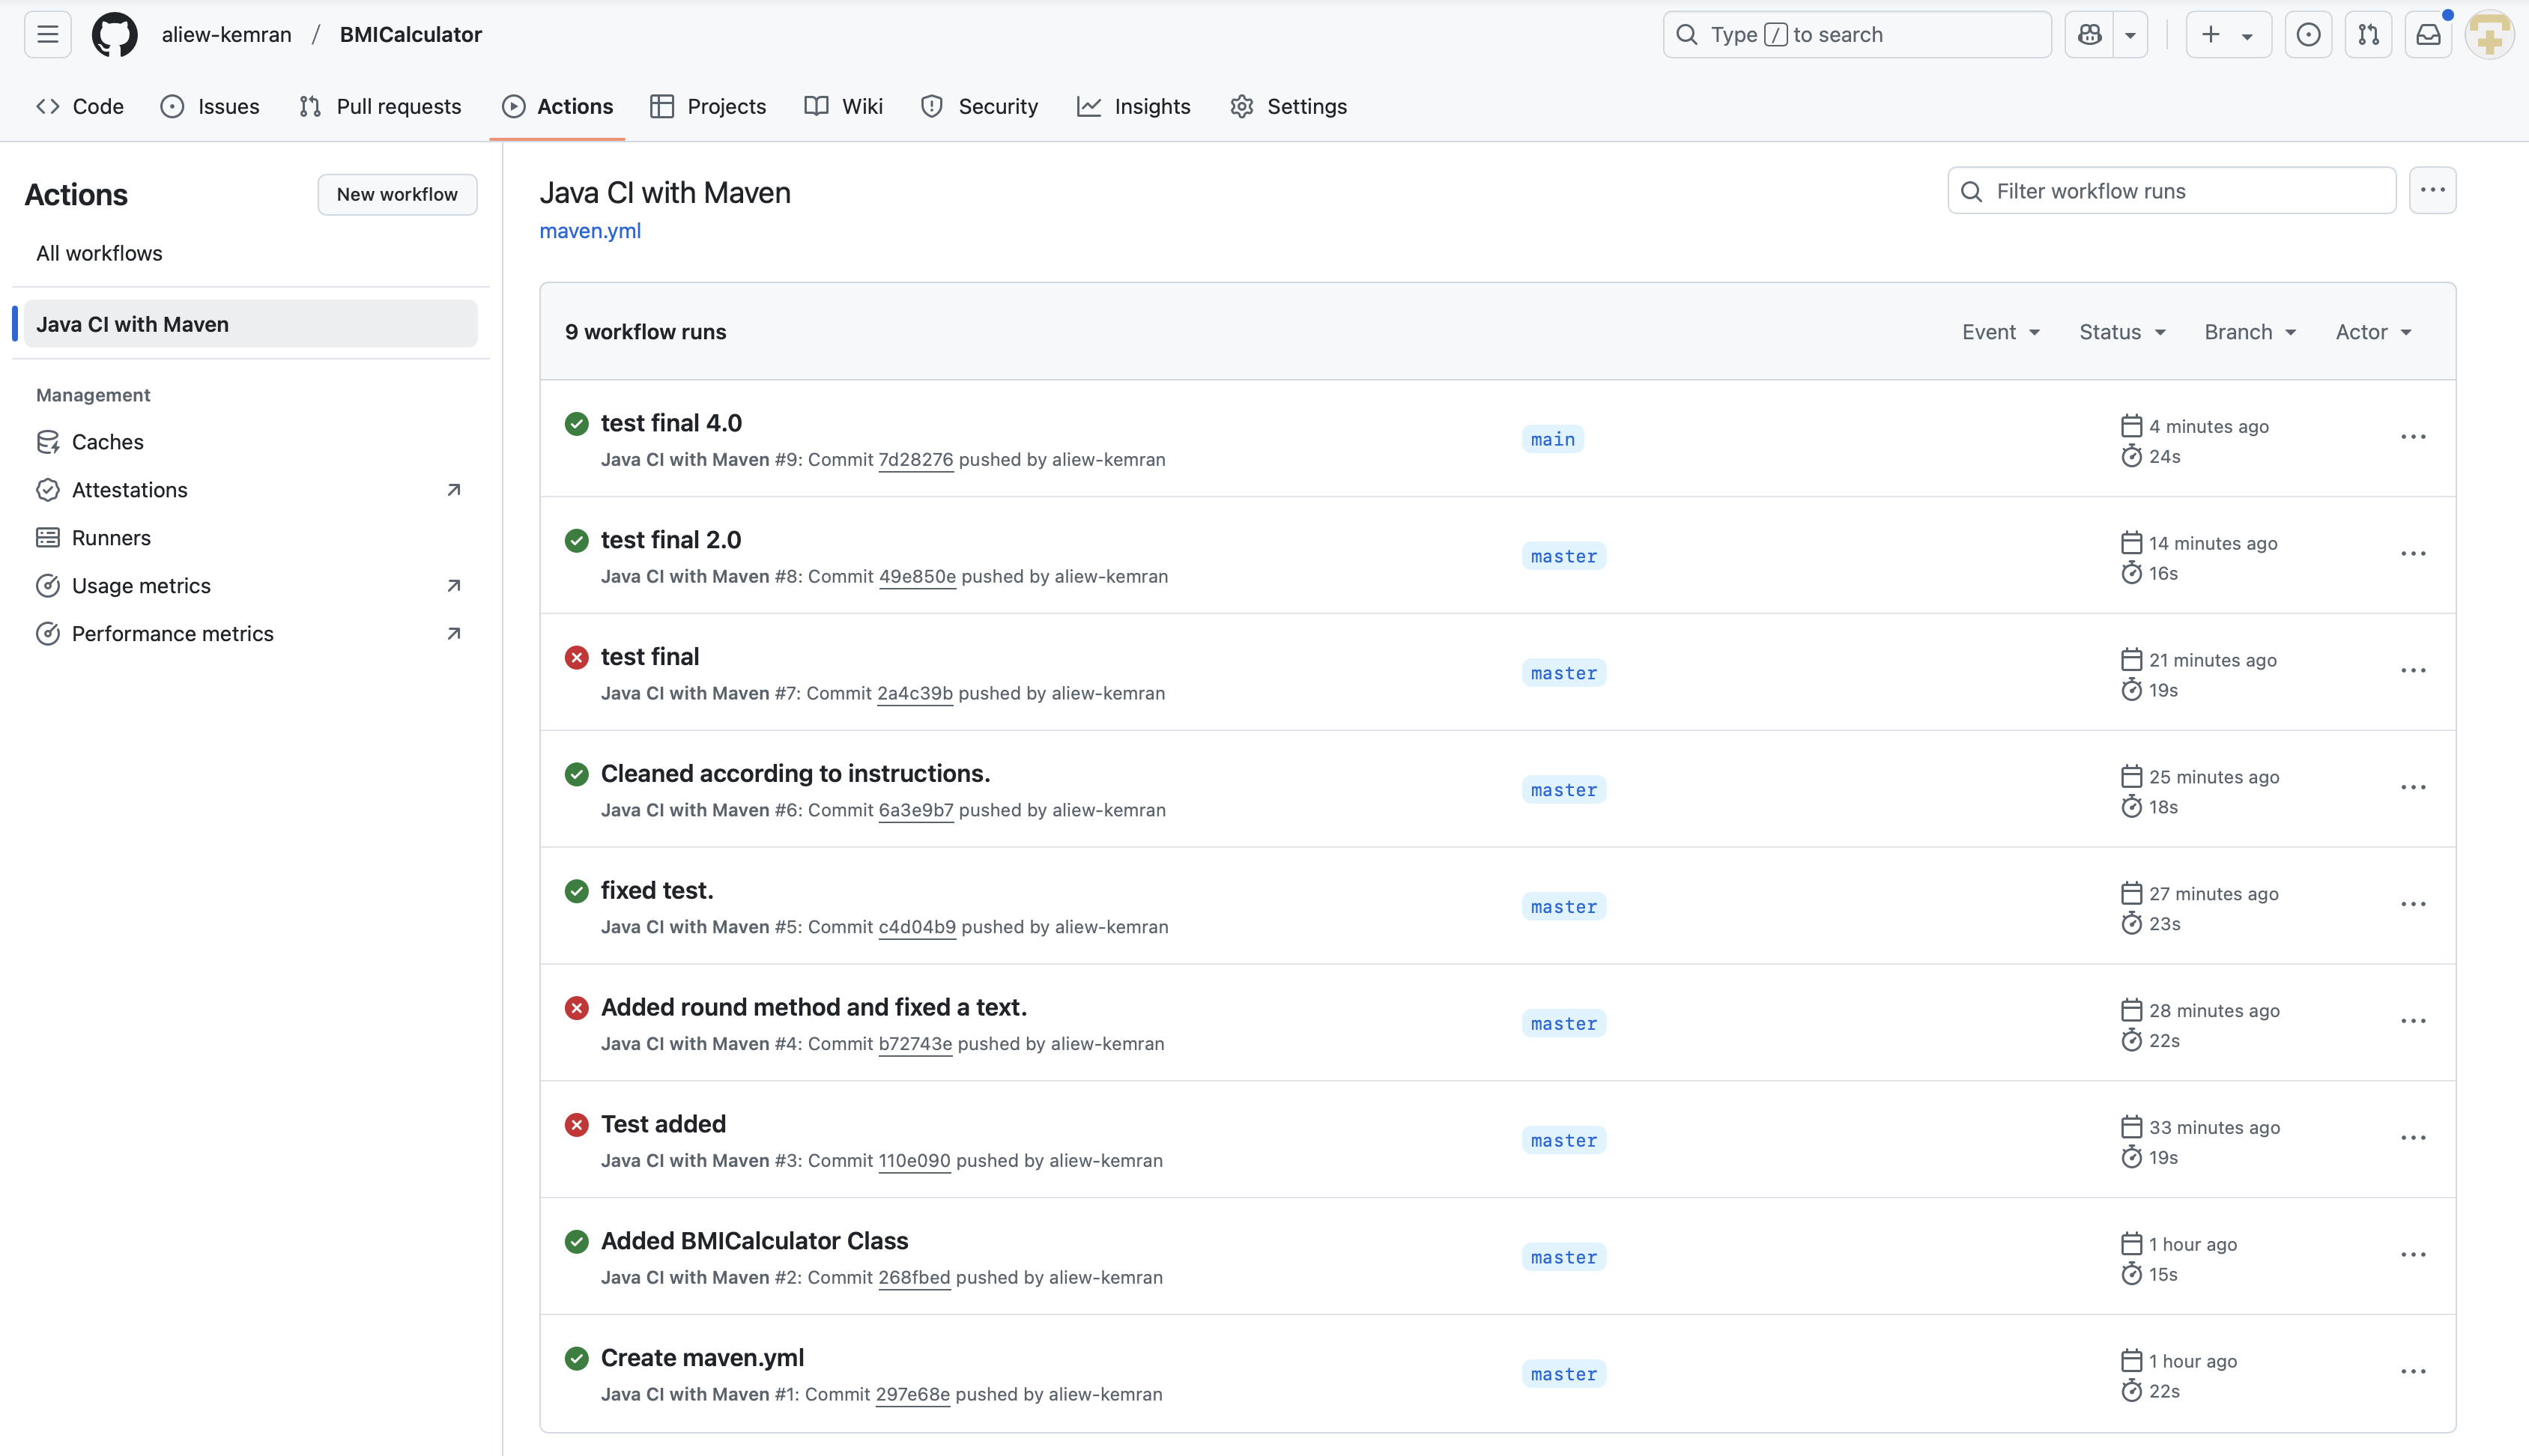 aliew-kemran / BMICalculator
Type / to search
Code Issues Pull requests Actions Projects Wiki Security Insights Settings
Actions
New workflow
All workflows
Java CI with Maven
Management
Caches
Attestations
Runners
Usage metrics
Performance metrics
Java CI with Maven
maven.yml
Filter workflow runs
9 workflow runs
Event Status Branch Actor
test final 4.0
Java CI with Maven #9: Commit 7d28276 pushed by aliew-kemran
main
4 minutes ago
24s
test final 2.0
Java CI with Maven #8: Commit 49e850e pushed by aliew-kemran
master
14 minutes ago
16s
test final
Java CI with Maven #7: Commit 2a4c39b pushed by aliew-kemran
master
21 minutes ago
19s
Cleaned according to instructions.
Java CI with Maven #6: Commit 6a3e9b7 pushed by aliew-kemran
master
25 minutes ago
18s
fixed test.
Java CI with Maven #5: Commit c4d04b9 pushed by aliew-kemran
master
27 minutes ago
23s
Added round method and fixed a text.
Java CI with Maven #4: Commit b72743e pushed by aliew-kemran
master
28 minutes ago
22s
Test added
Java CI with Maven #3: Commit 110e090 pushed by aliew-kemran
master
33 minutes ago
19s
Added BMICalculator Class
Java CI with Maven #2: Commit 268fbed pushed by aliew-kemran
master
1 hour ago
15s
Create maven.yml
Java CI with Maven #1: Commit 297e68e pushed by aliew-kemran
master
1 hour ago
22s